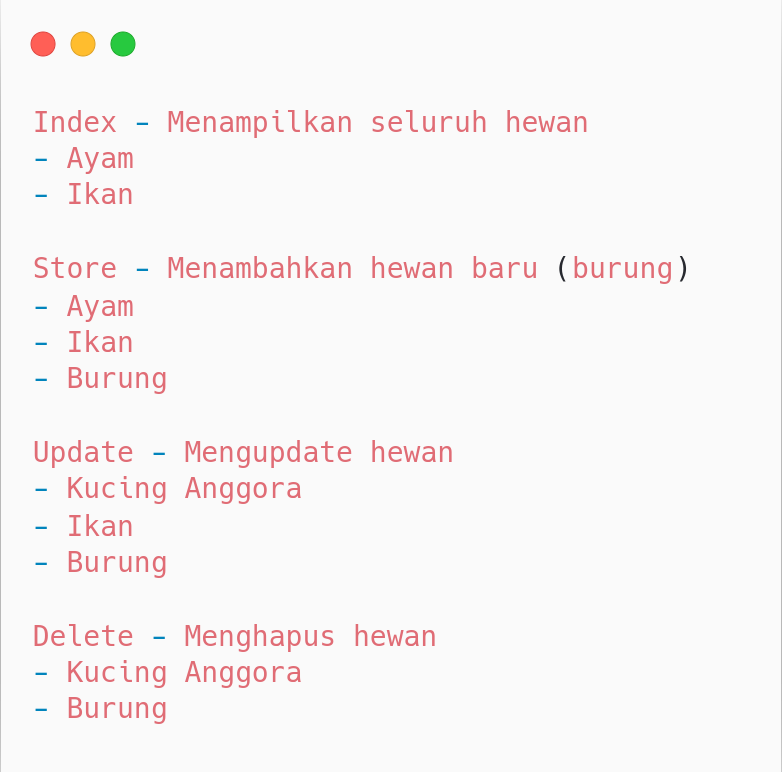 Index - Menampilkan seluruh hewan
- Ayam
- Ikan
Store - Menambahkan hewan baru (burung)
- Ayam
- Ikan
- Burung
Update - Mengupdate hewan
- Kucing Anggora
- Ikan
- Burung
Delete - Menghapus hewan
- Kucing Anggora
- Burung